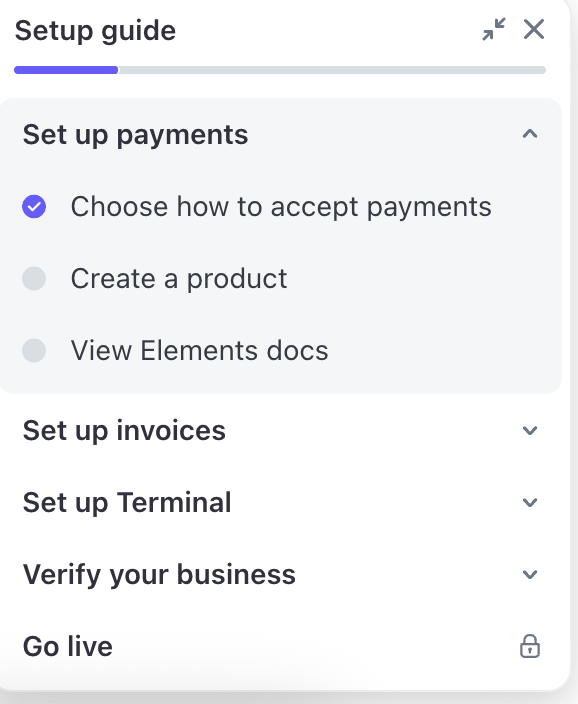 Setup guide
Set up payments
Choose how to accept payments
Create a product
View Elements docs
Set up invoices
Set up Terminal
Verify your business
Go live